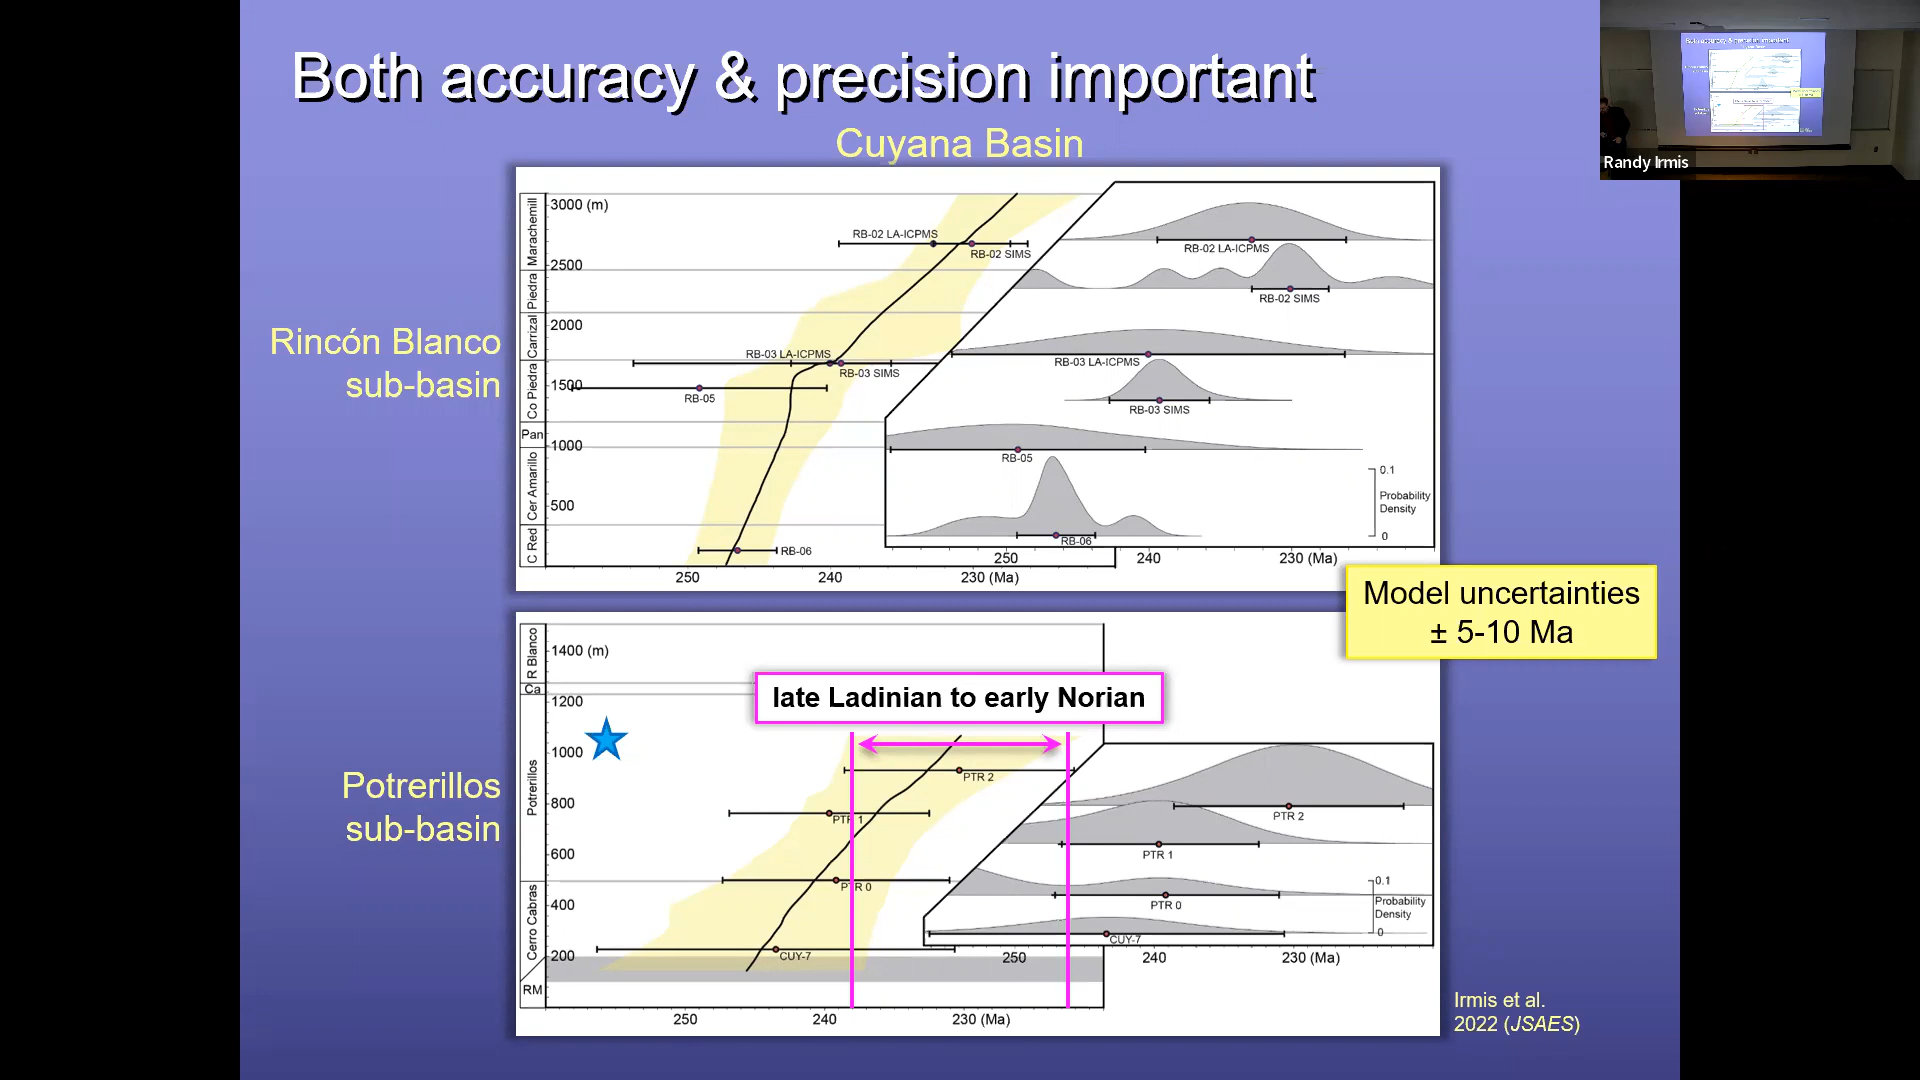 Both accuracy & precision important
Cuyana Basin
Randy Irmis
Rincón Blanco
sub-basin
3000 (m)
2500
2000
1500
1000
500
Marachemill
Piedra
Carrizal
Co Piedra
Pan
Cer Amarillo
C Red
RB-02 LA-ICPMS
RB-02 SIMS
RB-03 LA-ICPMS
RB-03 SIMS
RB-05
RB-06
250
240
230 (Ma)
RB-02 LA-ICPMS
RB-02 SIMS
RB-03 LA-ICPMS
RB-03 SIMS
RB-05
RB-06
0.1
Probability
Density
0
250
240
230 (Ma)
Model uncertainties
± 5-10 Ma
Potrerillos
sub-basin
1400 (m)
1200
1000
800
600
400
200
R Blanco
Ca
Potrerillos
Cerro Cabras
RM
late Ladinian to early Norian
PTR 2
PTR 1
PTR 0
CUY-7
250
240
230 (Ma)
PTR 2
PTR 1
PTR 0
CUY-7
0.1
Probability
Density
0
250
240
230 (Ma)
Irmis et al.
2022 (JSAES)